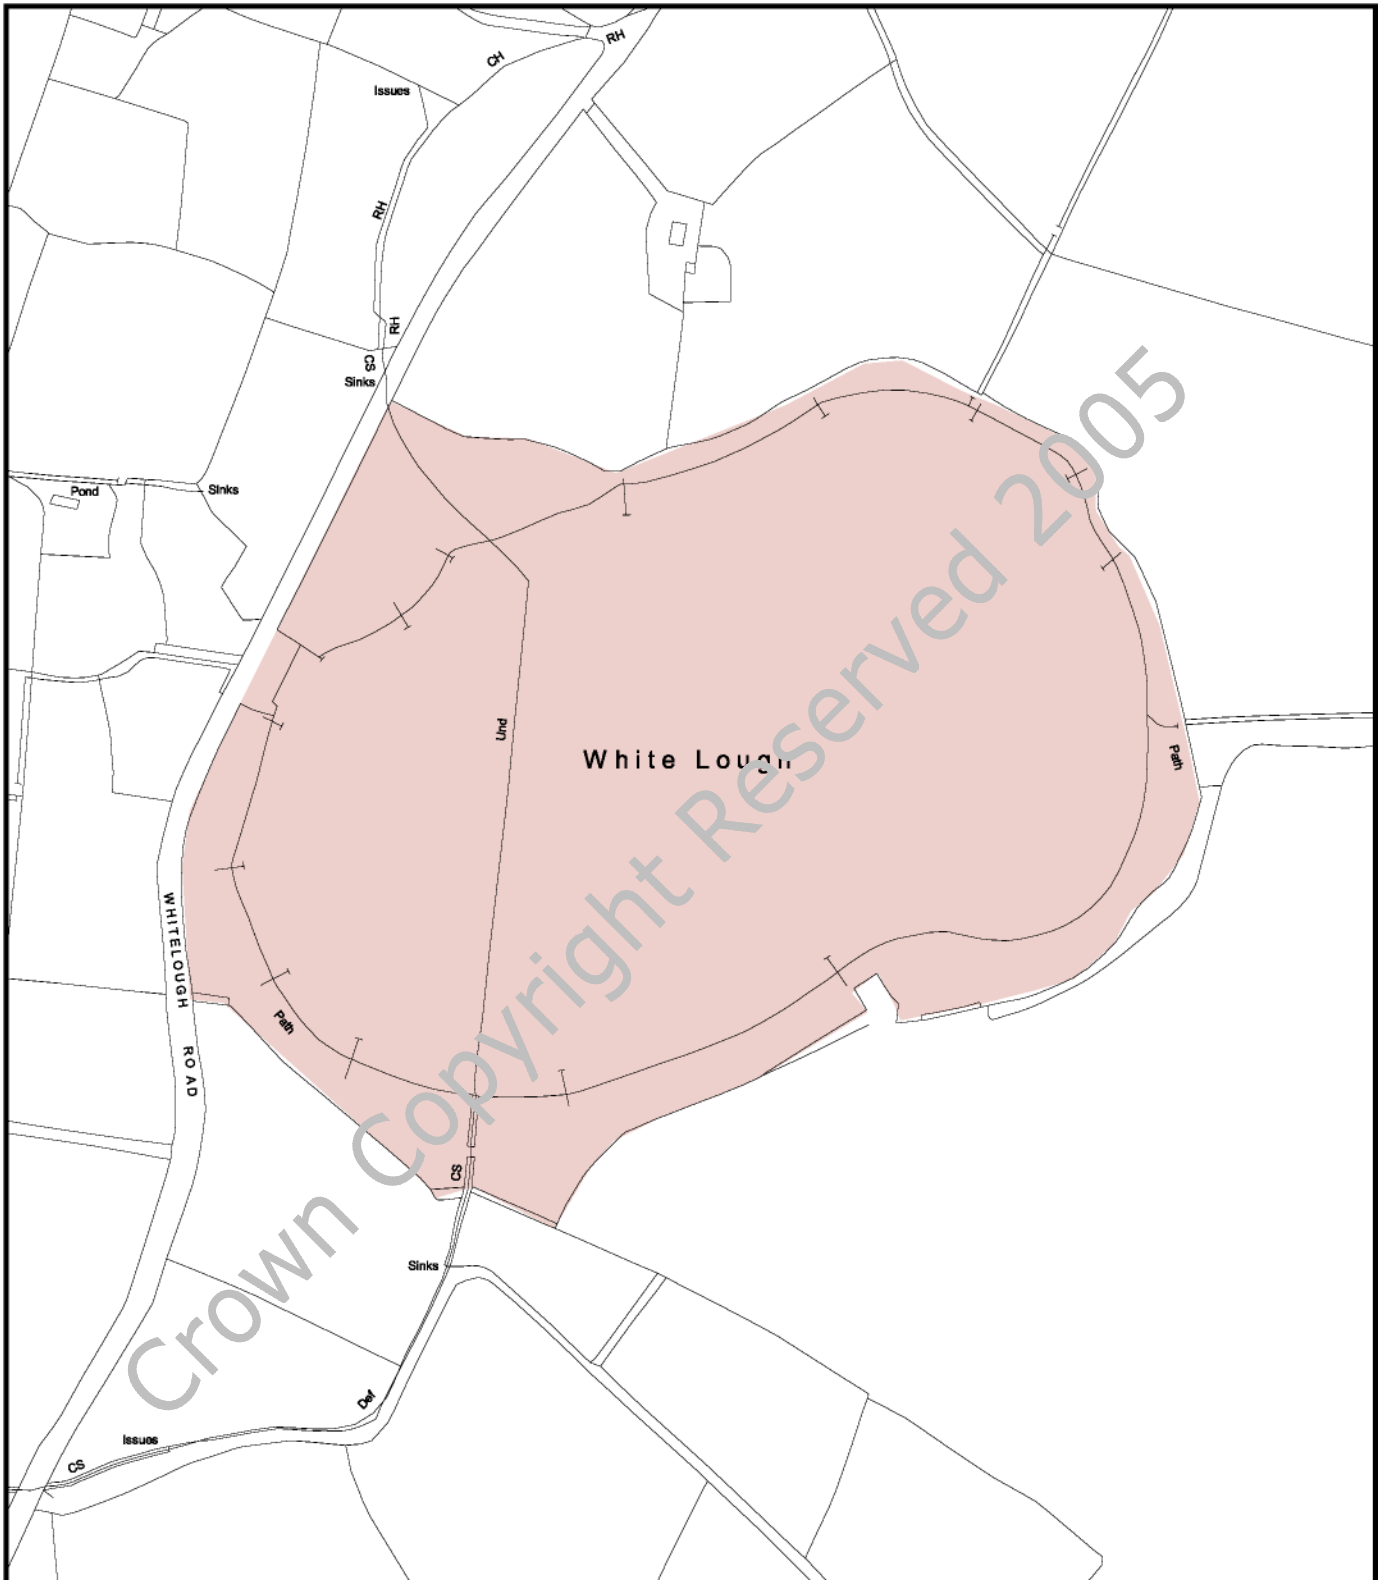 RH
CH
Issues
RH
RH
CS
Sinks
Pond
Sinks
Und
White Lough
Path
WHITELOUGH ROAD
Path
CS
Sinks
Def
Issues
CS
Crown Copyright Reserved 2005